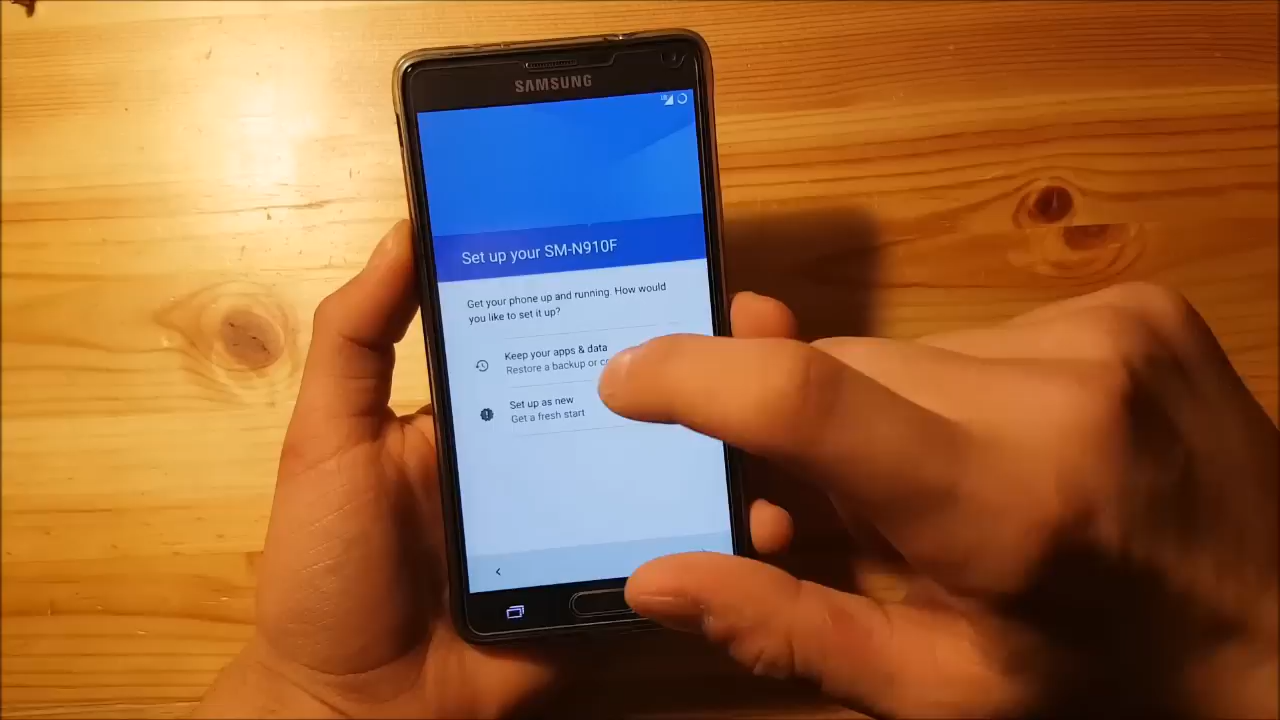 SAMSUNG
Set up your SM-N910F
Get your phone up and running. How would
you like to set it up?
Keep your apps & data
Restore a backup or
Set up as new
Get a fresh start